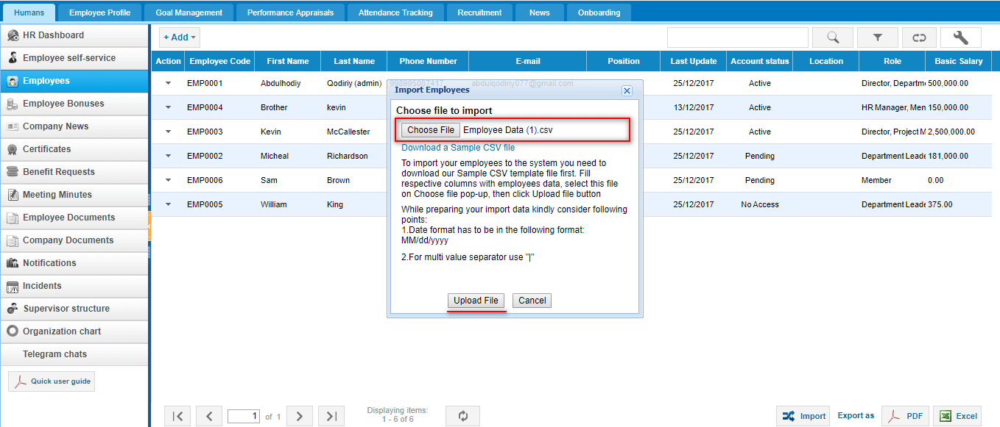 Humans Employee Profile Goal Management Performance Appraisals Attendance Tracking Recruitment News Onboarding
HR Dashboard
Employee self-service
Employees
Employee Bonuses
Company News
Certificates
Benefit Requests
Meeting Minutes
Employee Documents
Company Documents
Notifications
Incidents
Supervisor structure
Organization chart
Telegram chats
Quick user guide
+ Add
Action Employee Code First Name Last Name Phone Number E-mail Position Last Update Account status Location Role Basic Salary
EMP0001 Abdulhodiy Qodiriy (admin) 998905087417 abdulqodiriy077@gmail.com 25/12/2017 Active Director, Departme 500,000.00
EMP0004 Brother kevin 13/12/2017 Active HR Manager, Mem 150,000.00
EMP0003 Kevin McCallester 25/12/2017 Active Director, Project M 2,500,000.00
EMP0002 Micheal Richardson 25/12/2017 Pending Department Leade 181,000.00
EMP0006 Sam Brown 25/12/2017 Pending Member 0.00
EMP0005 William King 25/12/2017 No Access Department Leade 375.00
Import Employees
Choose file to import
Choose File Employee Data (1).csv
Download a Sample CSV file
To import your employees to the system you need to
download our Sample CSV template file first. Fill
respective columns with employees data, select this file
on Choose file pop-up, then click Upload file button
While preparing your import data kindly consider following
points:
1.Date format has to be in the following format:
MM/dd/yyyy
2.For multi value separator use "|"
Upload File Cancel
1 of 1
Displaying items:
1 - 6 of 6
Import Export as PDF Excel